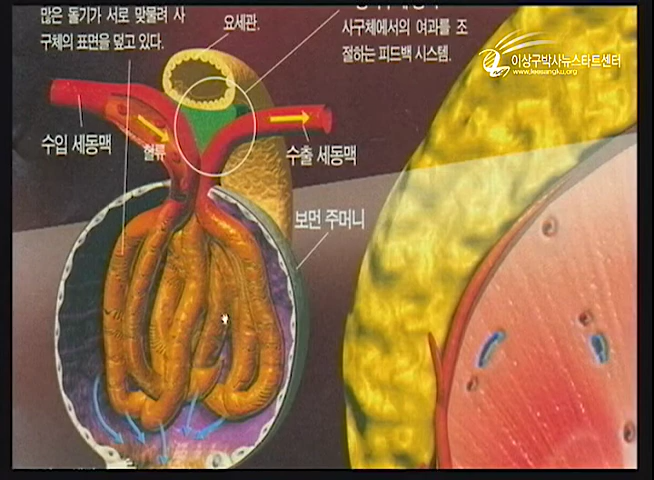 많은 돌기가 서로 맞물려 사
구체의 표면을 덮고 있다.
요세관.
사구체에서의 여과를 조
절하는 피드백 시스템.
이상구박사뉴스타트센터
www.leesangku.org
수입 세동맥
혈류
수출 세동맥
보먼 주머니